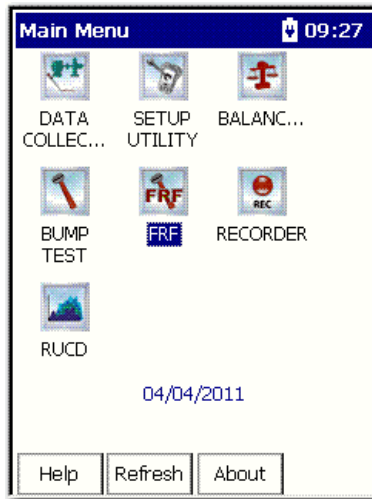 Main Menu 09:27
DATA COLLEC...
SETUP UTILITY
BALANC...
BUMP TEST
FRF
FRF
REC
RECORDER
RUCD
04/04/2011
Help Refresh About